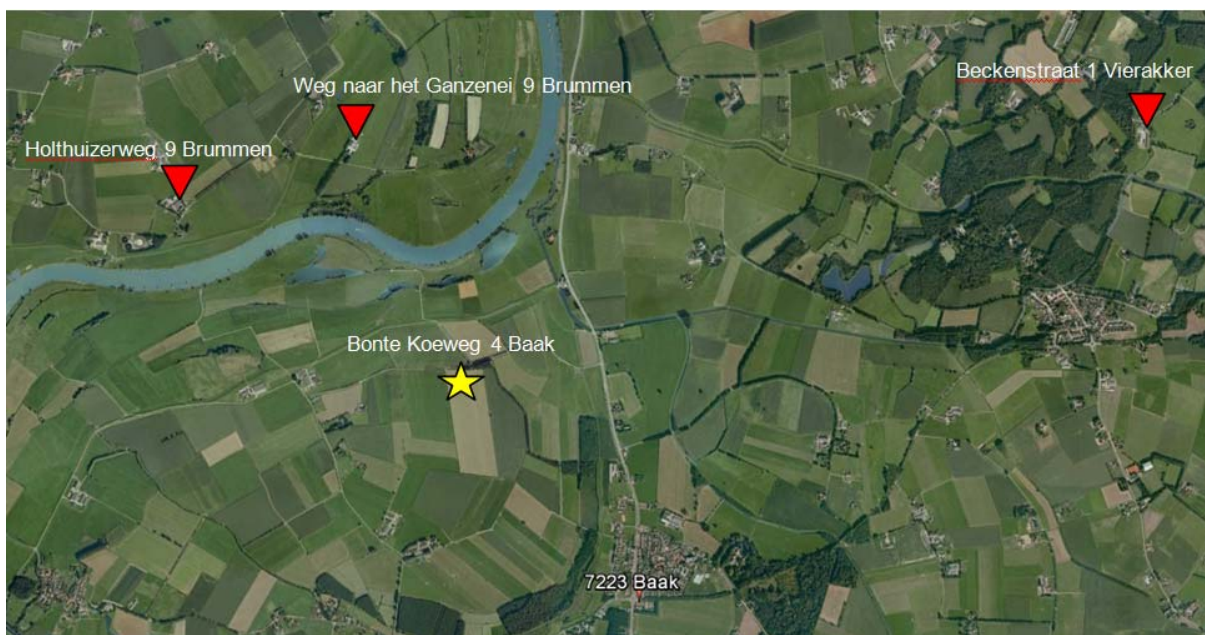 Weg naar het Ganzenei 9 Brummen
Beckenstraat 1 Vierakker
Holthuizerweg 9 Brummen
Bonte Koeweg 4 Baak
7223 Baak